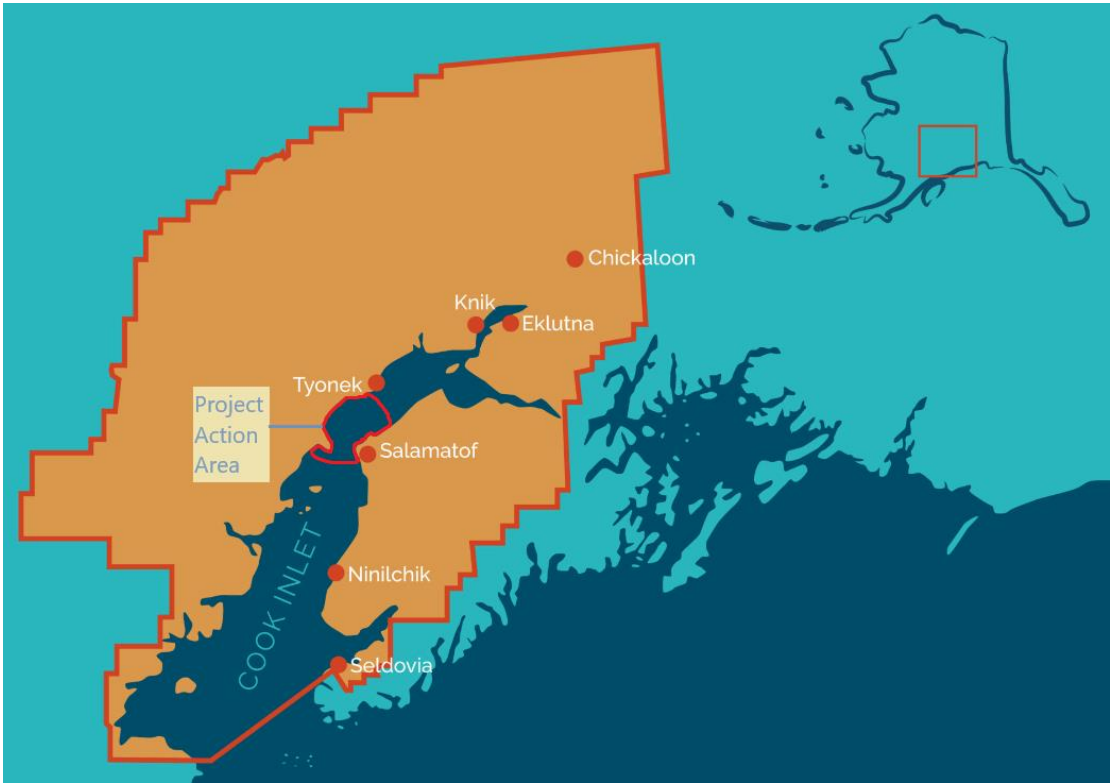 Chickaloon
Knik
Eklutna
Tyonek
Project
Action
Area
Salamatof
COOK INLET
Ninilchik
Seldovia